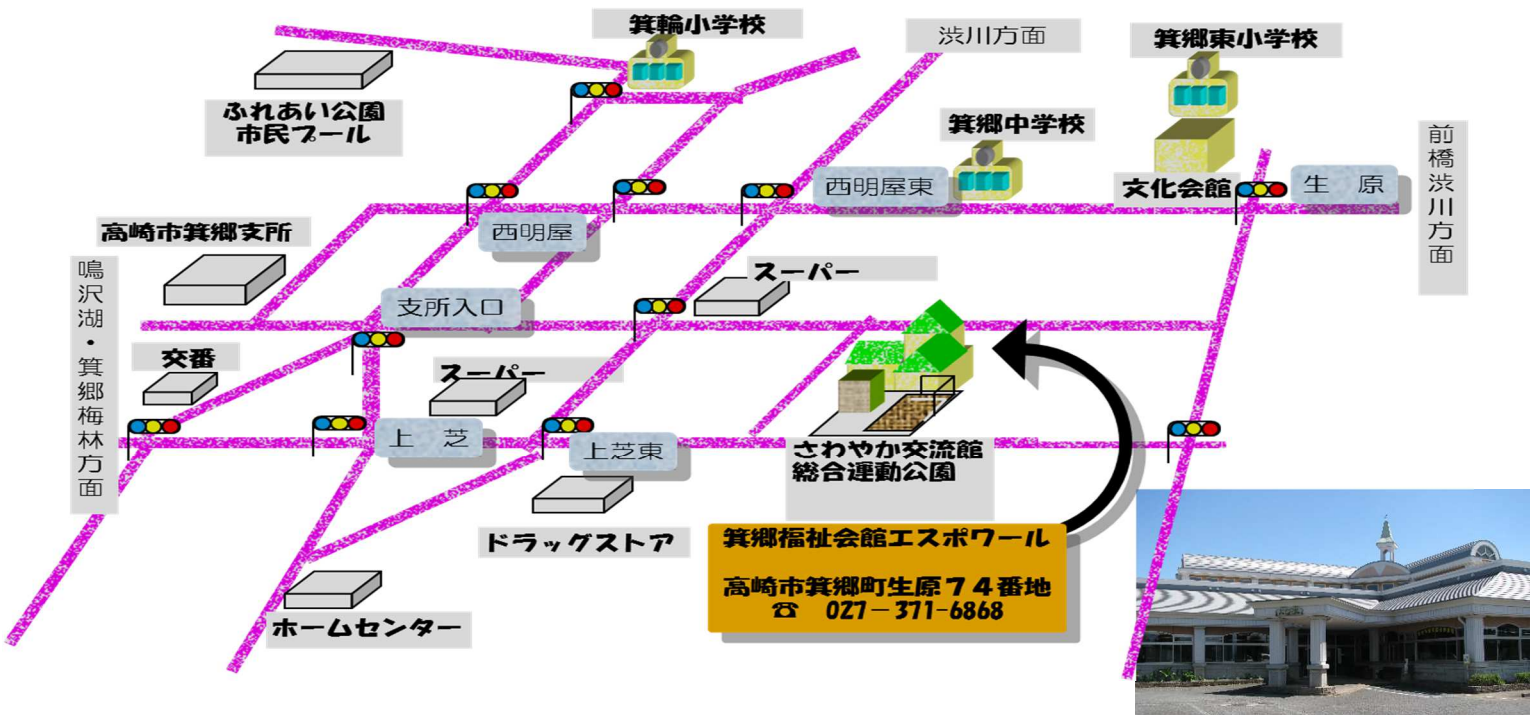 箕輪小学校
渋川方面
箕郷東小学校
ふれあい公園
市民プール
箕郷中学校
前橋渋川方面
西明屋東
文化会館
生　原
高崎市箕郷支所
西明屋
鳴沢湖・箕郷梅林方面
スーパー
支所入口
交番
スーパー
上　芝
上芝東
さわやか交流館
総合運動公園
ドラッグストア
箕郷福祉会館エスポワール
高崎市箕郷町生原７４番地
☎　027－371-6868
ホームセンター